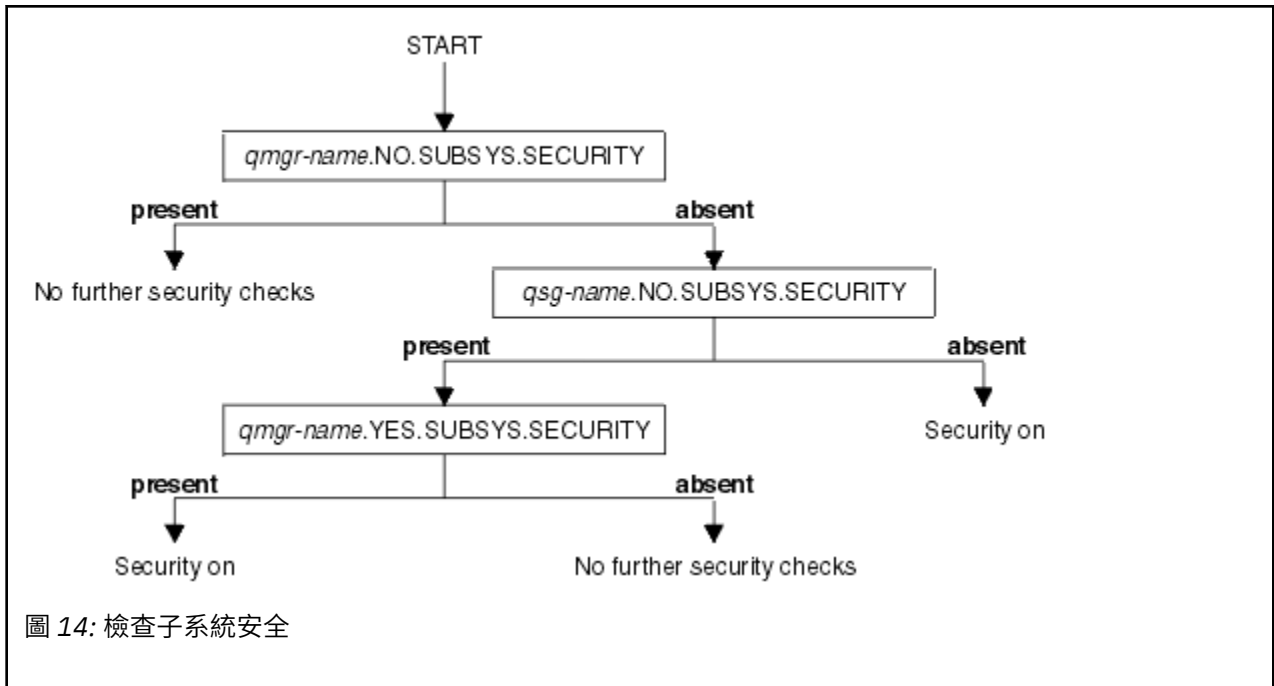 START
qmgr-name.NO.SUBSYS.SECURITY
present absent
No further security checks
qsg-name.NO.SUBSYS.SECURITY
present absent
qmgr-name.YES.SUBSYS.SECURITY
Security on
present absent
Security on
No further security checks
圖 14: 檢查子系統安全